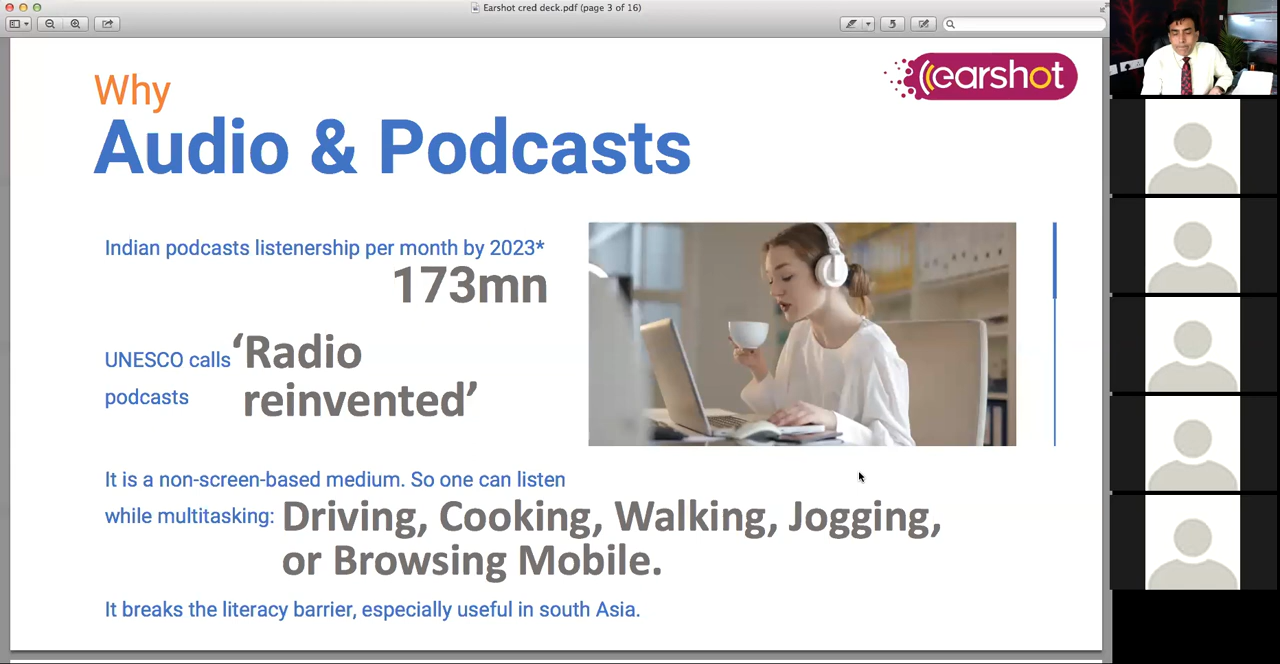 Earshot cred deck.pdf (page 3 of 16)
earshot
Why
Audio & Podcasts
Indian podcasts listenership per month by 2023*
173mn
UNESCO calls 'Radio
podcasts reinvented'
It is a non-screen-based medium. So one can listen
while multitasking: Driving, Cooking, Walking, Jogging,
or Browsing Mobile.
It breaks the literacy barrier, especially useful in south Asia.